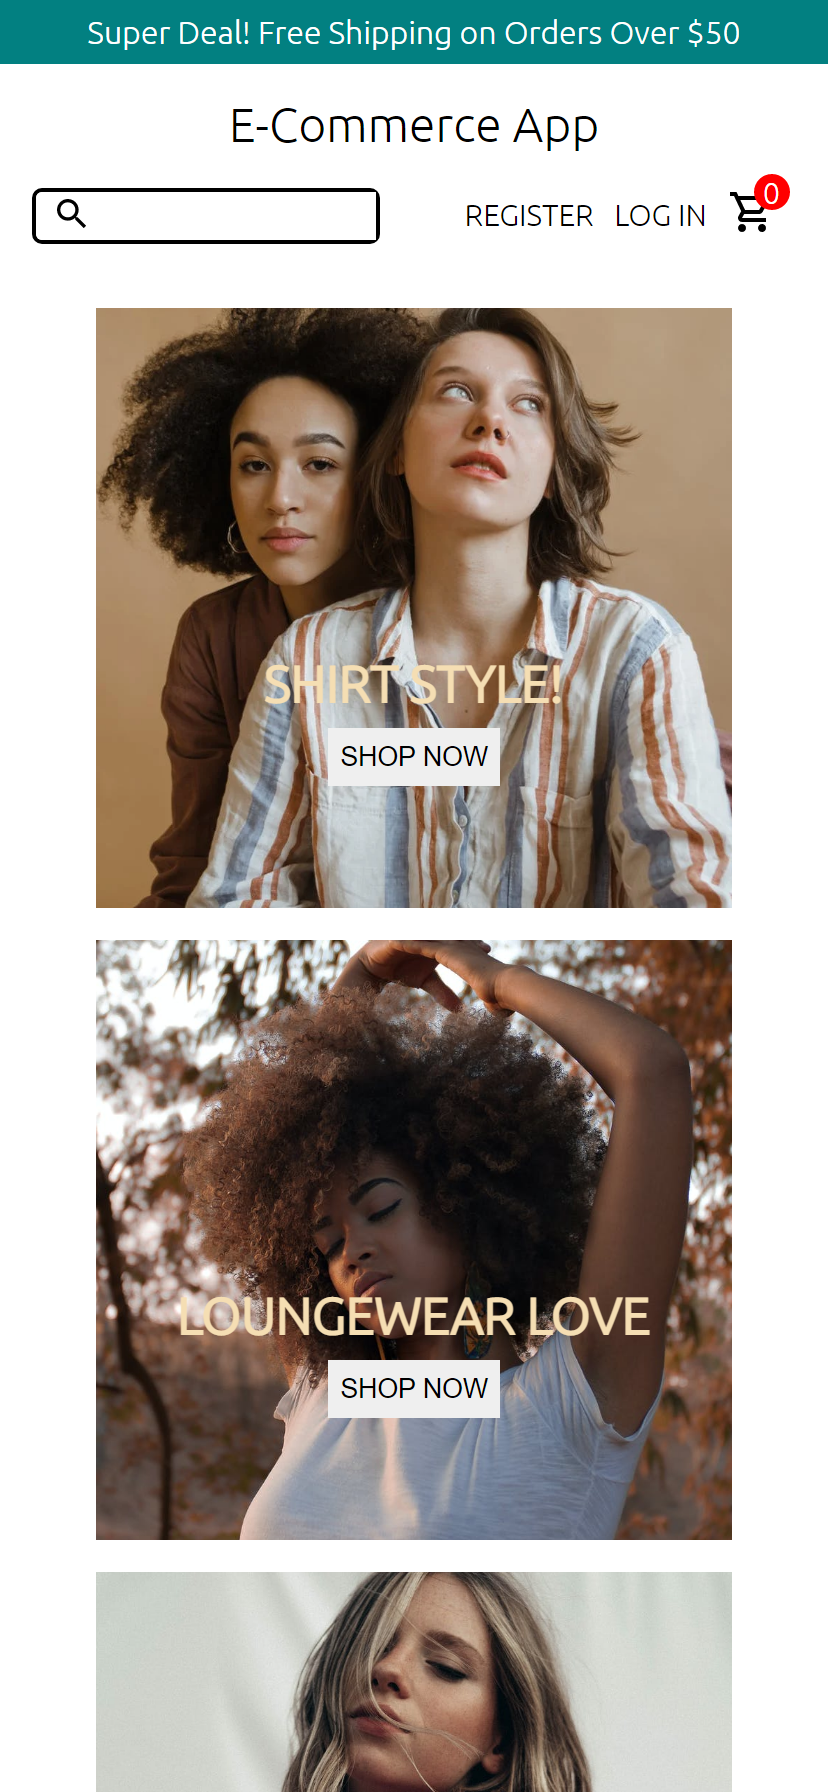 Super Deal! Free Shipping on Orders Over $50
E-Commerce App
REGISTER LOG IN 0
SHIRT STYLE!
SHOP NOW
LOUNGEWEAR LOVE
SHOP NOW